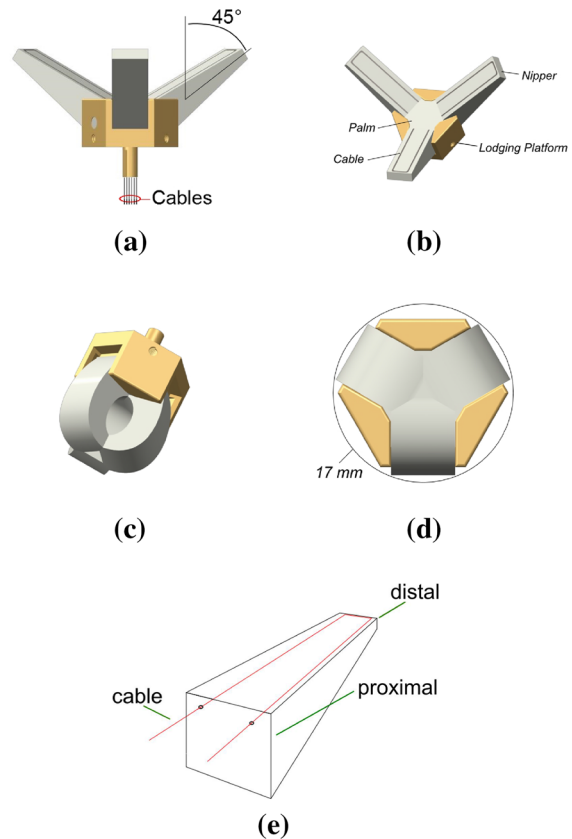 45°
Cables
(a)
Nipper
Palm
Lodging Platform
Cable
(b)
(c)
17 mm
(d)
distal
cable
proximal
(e)